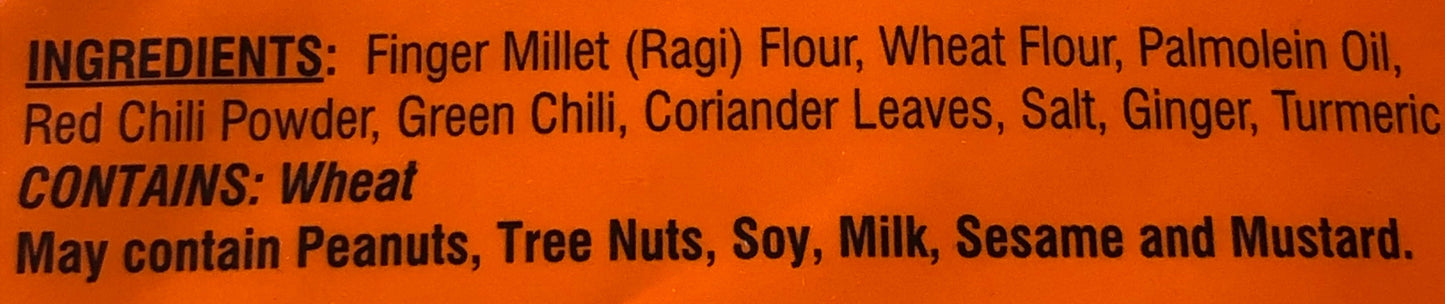 INGREDIENTS: Finger Millet (Ragi) Flour, Wheat Flour, Palmolein Oil,
Red Chili Powder, Green Chili, Coriander Leaves, Salt, Ginger, Turmeric
CONTAINS: Wheat
May contain Peanuts, Tree Nuts, Soy, Milk, Sesame and Mustard.